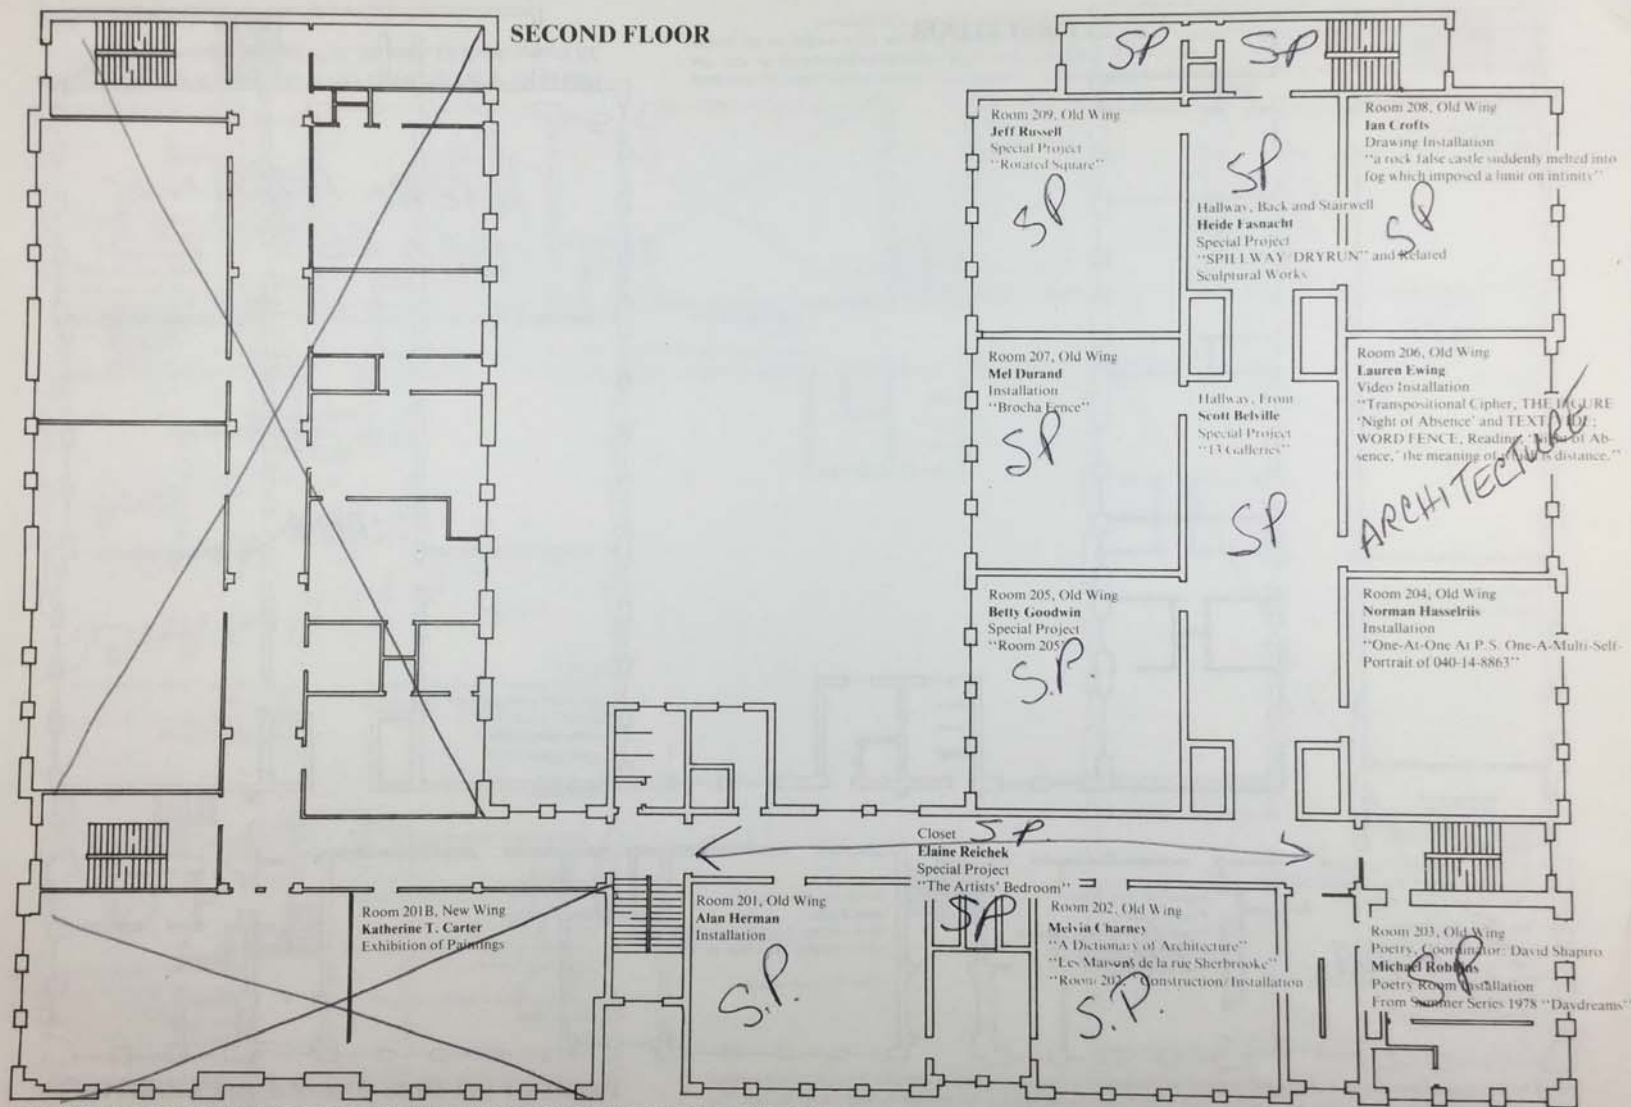 SECOND FLOOR
SP SP
Room 209, Old Wing
Jeff Russell
Special Project
"Rotated Square"
SP
SP
Room 208, Old Wing
Ian Crofts
Drawing Installation
"a rock false castle suddenly melted into
fog which imposed a limit on infinity"
SP
Hallway, Back and Stairwell
Heide Fasnacht
Special Project
"SPILLWAY/DRYRUN" and Related
Sculptural Works
Room 207, Old Wing
Mel Durand
Installation
"Brocha Fence"
SP
Hallway, Front
Scott Belville
Special Project
"13 Galleries"
SP
Room 206, Old Wing
Lauren Ewing
Video Installation
"Transpositional Cipher; THE FIGURE
'Night of Absence' and TEXT
WORD FENCE, Reading, 'Night of Ab-
sence,' the meaning of which is distance."
ARCHITECTURE
Room 205, Old Wing
Betty Goodwin
Special Project
"Room 205"
S.P.
Room 204, Old Wing
Norman Hasselriis
Installation
"One-At-One At P.S. One-A-Multi-Self-
Portrait of 040-14-8863"
Closet S P.
Elaine Reichek
Special Project
"The Artists' Bedroom"
SP
Room 201B, New Wing
Katherine T. Carter
Exhibition of Paintings
Room 201, Old Wing
Alan Herman
Installation
S.P.
Room 202, Old Wing
Melvin Charney
"A Dictionary of Architecture"
"Les Maisons de la rue Sherbrooke"
"Room 202," Construction/Installation
S.P.
Room 203, Old Wing
Poetry, Coordinator: David Shapiro
Michael Robbins
Poetry Room Installation
From Summer Series 1978 "Daydreams"
S.P.